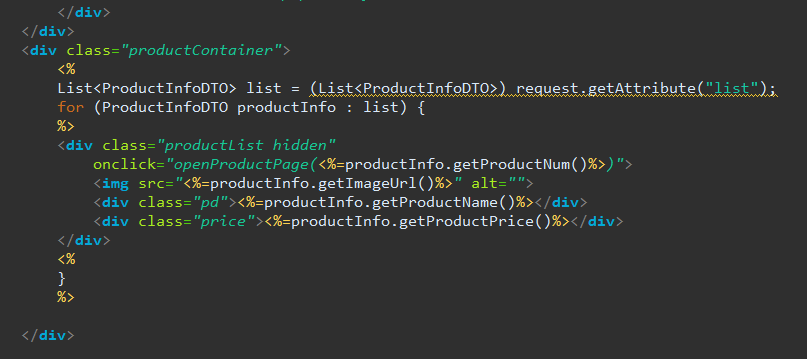 </div>
</div>
<div class="productContainer">
<%
List<ProductInfoDTO> list = (List<ProductInfoDTO>) request.getAttribute("list");
for (ProductInfoDTO productInfo : list) {
%>
<div class="productList hidden"
onclick="openProductPage(<%=productInfo.getProductNum()%>)">
<img src="<%=productInfo.getImageUrl()%>" alt="">
<div class="pd"><%=productInfo.getProductName()%></div>
<div class="price"><%=productInfo.getProductPrice()%></div>
</div>
<%
}
%>
</div>